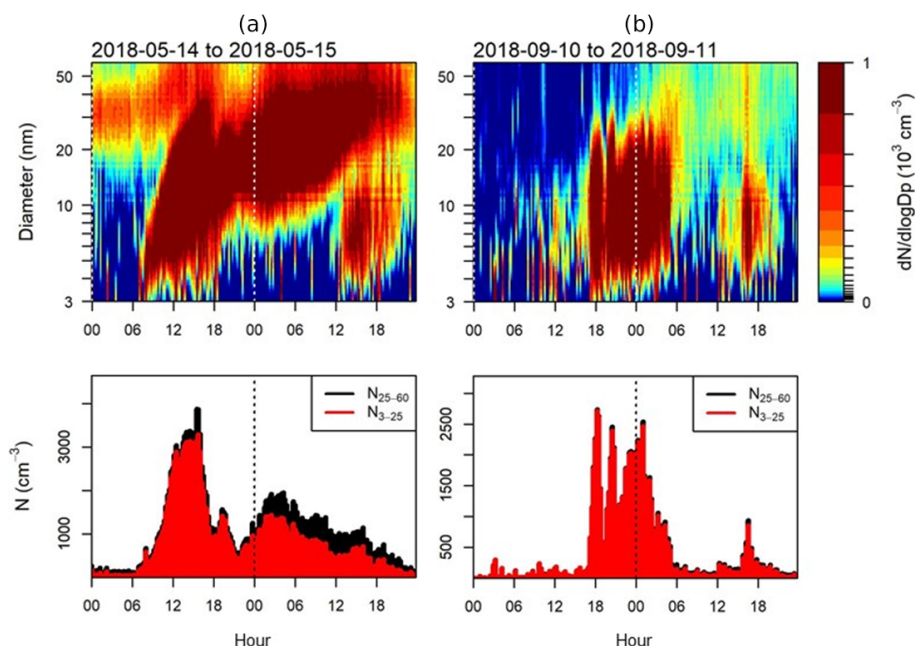 (a) (b)
2018-05-14 to 2018-05-15 2018-09-10 to 2018-09-11
Diameter (nm)
50
20
10
5
3
00 06 12 18 00 06 12 18
50
20
10
5
3
00 06 12 18 00 06 12 18
1
0
dN/dlogDp (10³ cm⁻³)
N (cm⁻³)
3000
1000
N₂₅₋₆₀
N₃₋₂₅
00 06 12 18 00 06 12 18
Hour
2500
1500
500
N₂₅₋₆₀
N₃₋₂₅
00 06 12 18 00 06 12 18
Hour